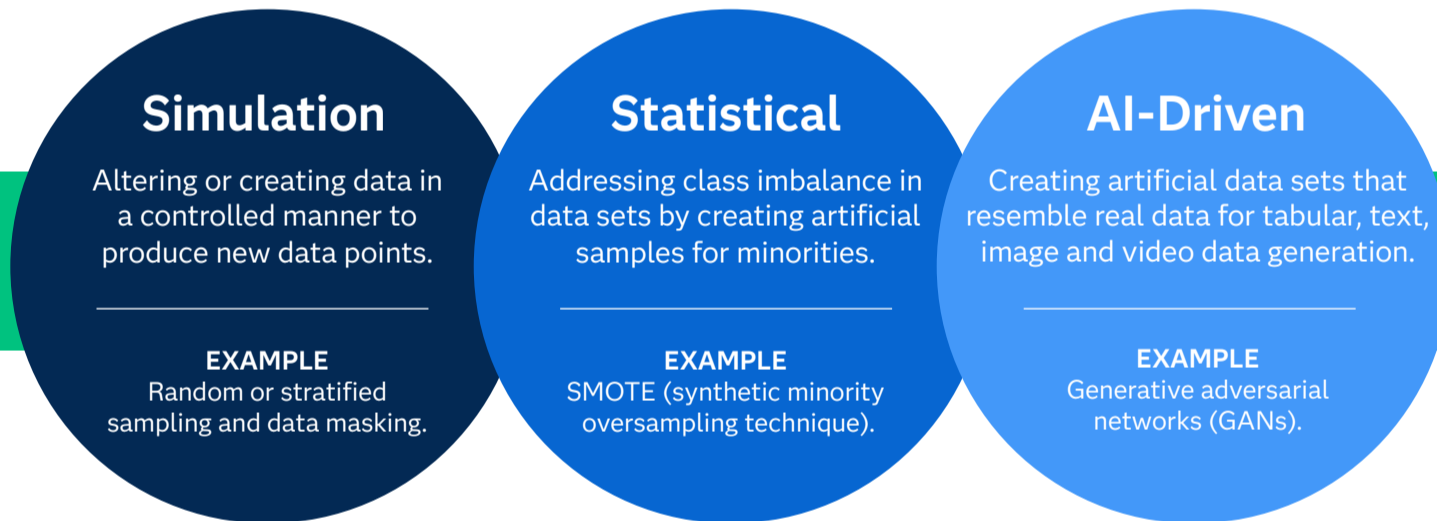 Simulation
Altering or creating data in
a controlled manner to
produce new data points.
EXAMPLE
Random or stratified
sampling and data masking.
Statistical
Addressing class imbalance in
data sets by creating artificial
samples for minorities.
EXAMPLE
SMOTE (synthetic minority
oversampling technique).
AI-Driven
Creating artificial data sets that
resemble real data for tabular, text,
image and video data generation.
EXAMPLE
Generative adversarial
networks (GANs).